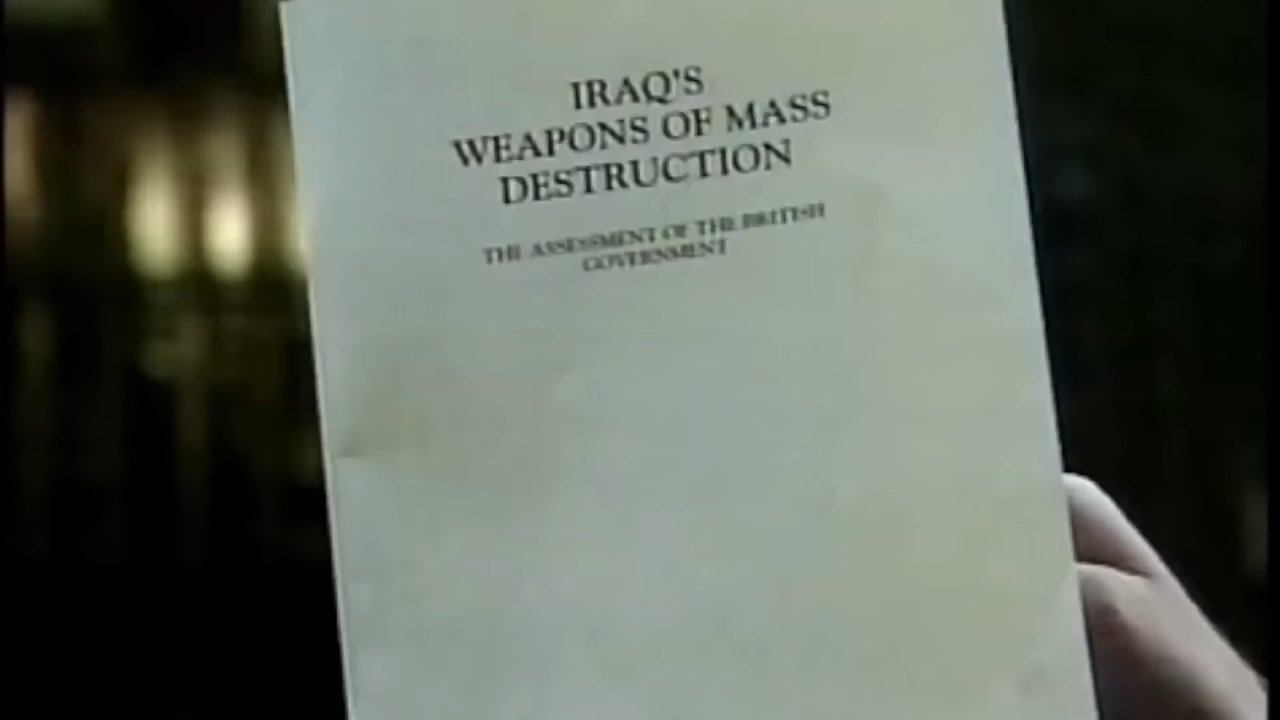 IRAQ'S
WEAPONS OF MASS
DESTRUCTION
THE ASSESSMENT OF THE BRITISH
GOVERNMENT